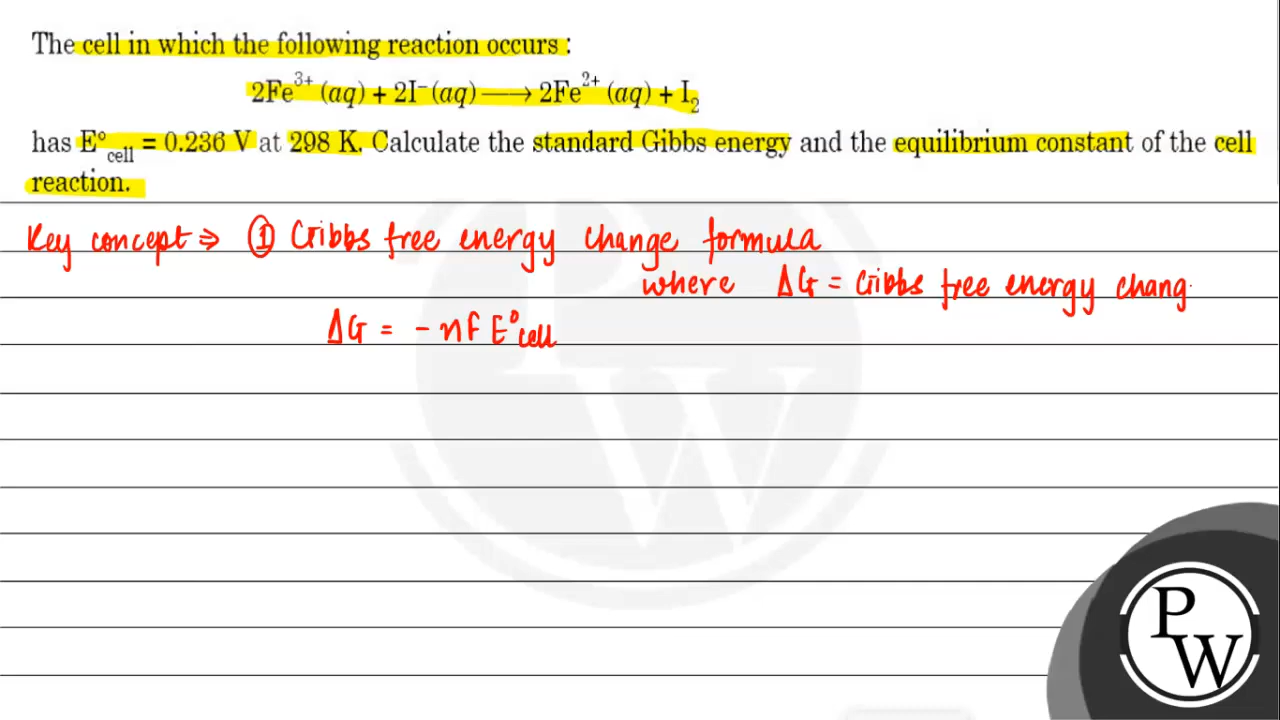 The cell in which the following reaction occurs :
2Fe³⁺ (aq) + 2I⁻(aq) ⟶ 2Fe²⁺ (aq) + I₂
has E°cell = 0.236 V at 298 K. Calculate the standard Gibbs energy and the equilibrium constant of the cell
reaction.
Key concept ⇒ ① Gibbs free energy change formula
where ΔG = Gibbs free energy chang
ΔG = - nF E°cell
P
W
PW